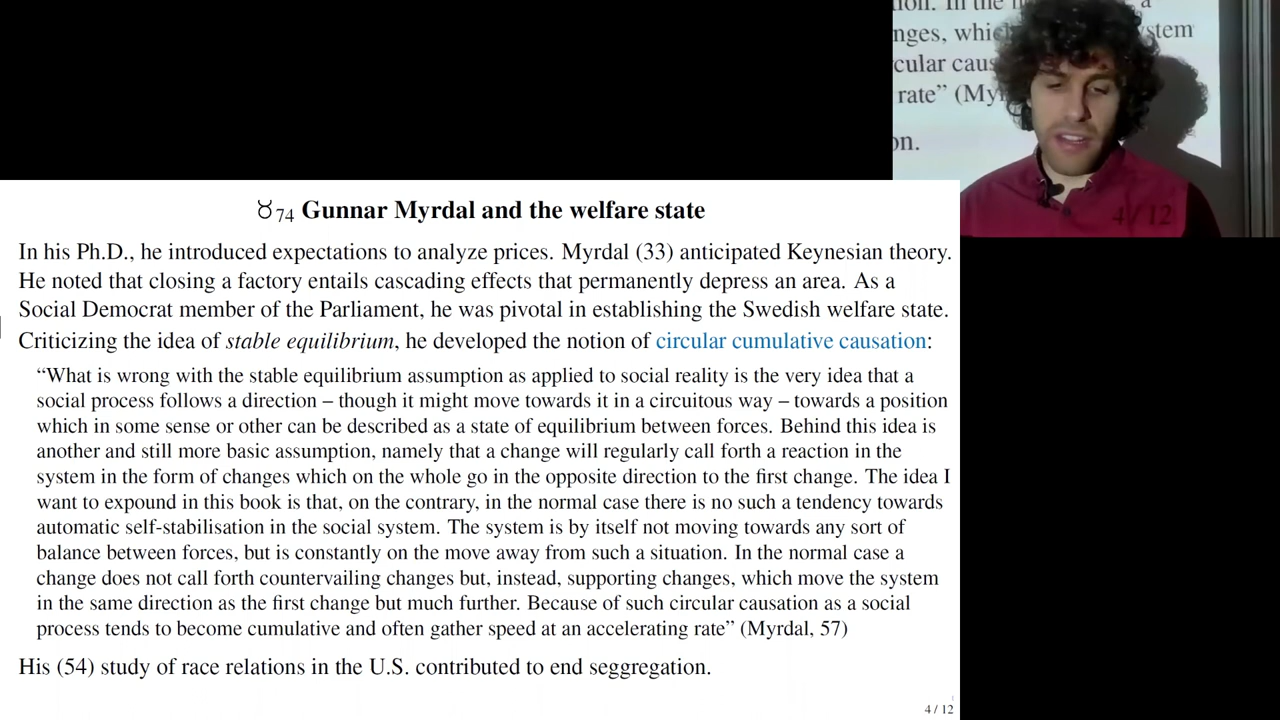 tion. In the
nges, which ystem
cular caus
rate” (My
on.
4 / 12
♉74 Gunnar Myrdal and the welfare state
In his Ph.D., he introduced expectations to analyze prices. Myrdal (33) anticipated Keynesian theory.
He noted that closing a factory entails cascading effects that permanently depress an area. As a
Social Democrat member of the Parliament, he was pivotal in establishing the Swedish welfare state.
Criticizing the idea of stable equilibrium, he developed the notion of circular cumulative causation:
“What is wrong with the stable equilibrium assumption as applied to social reality is the very idea that a
social process follows a direction – though it might move towards it in a circuitous way – towards a position
which in some sense or other can be described as a state of equilibrium between forces. Behind this idea is
another and still more basic assumption, namely that a change will regularly call forth a reaction in the
system in the form of changes which on the whole go in the opposite direction to the first change. The idea I
want to expound in this book is that, on the contrary, in the normal case there is no such a tendency towards
automatic self-stabilisation in the social system. The system is by itself not moving towards any sort of
balance between forces, but is constantly on the move away from such a situation. In the normal case a
change does not call forth countervailing changes but, instead, supporting changes, which move the system
in the same direction as the first change but much further. Because of such circular causation as a social
process tends to become cumulative and often gather speed at an accelerating rate” (Myrdal, 57)
His (54) study of race relations in the U.S. contributed to end seggregation.
4 / 12